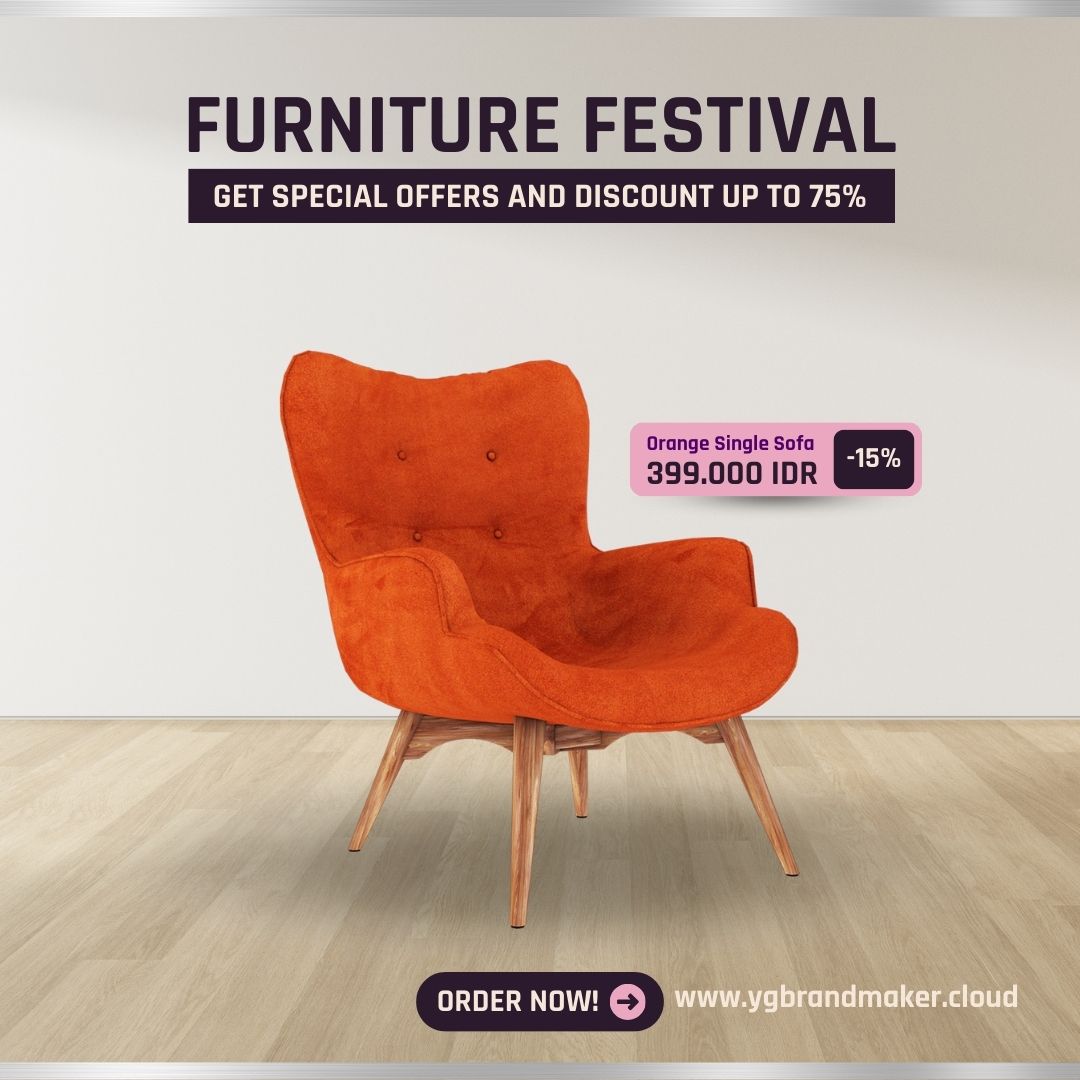 FURNITURE FESTIVAL
GET SPECIAL OFFERS AND DISCOUNT UP TO 75%
Orange Single Sofa
399.000 IDR
-15%
ORDER NOW!
www.ygbrandmaker.cloud